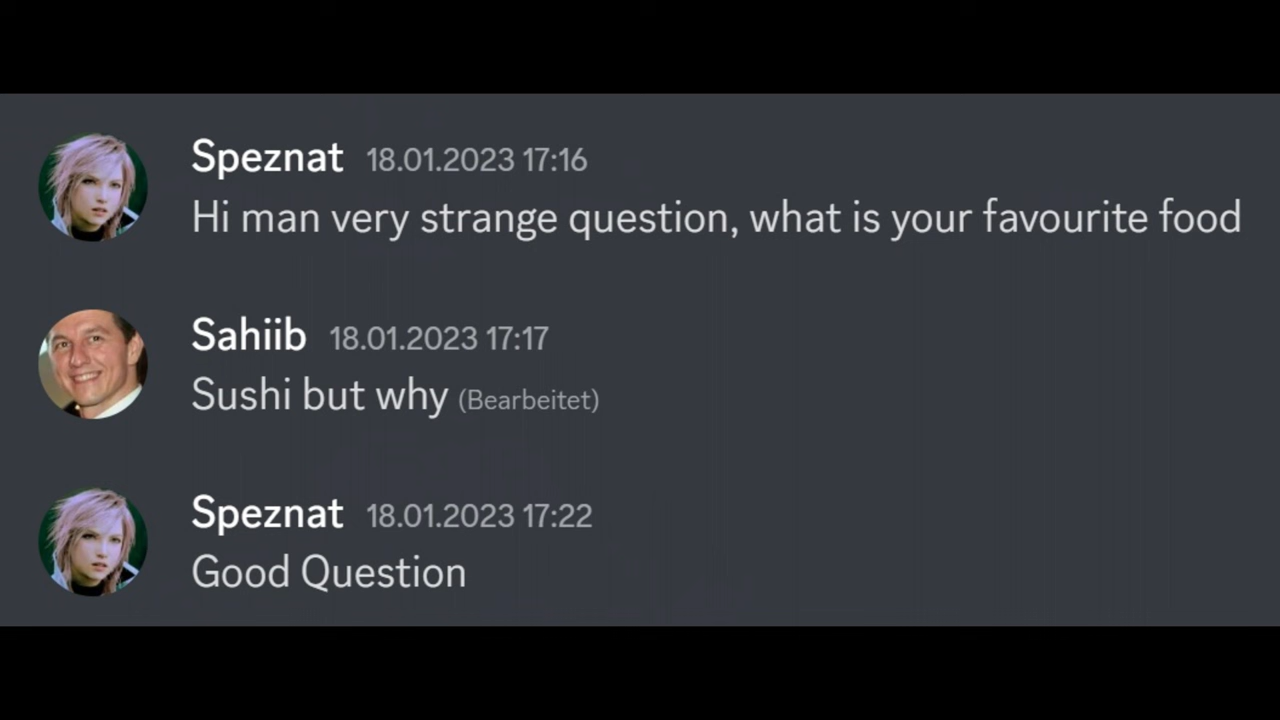 Speznat 18.01.2023 17:16
Hi man very strange question, what is your favourite food
Sahiib 18.01.2023 17:17
Sushi but why (Bearbeitet)
Speznat 18.01.2023 17:22
Good Question